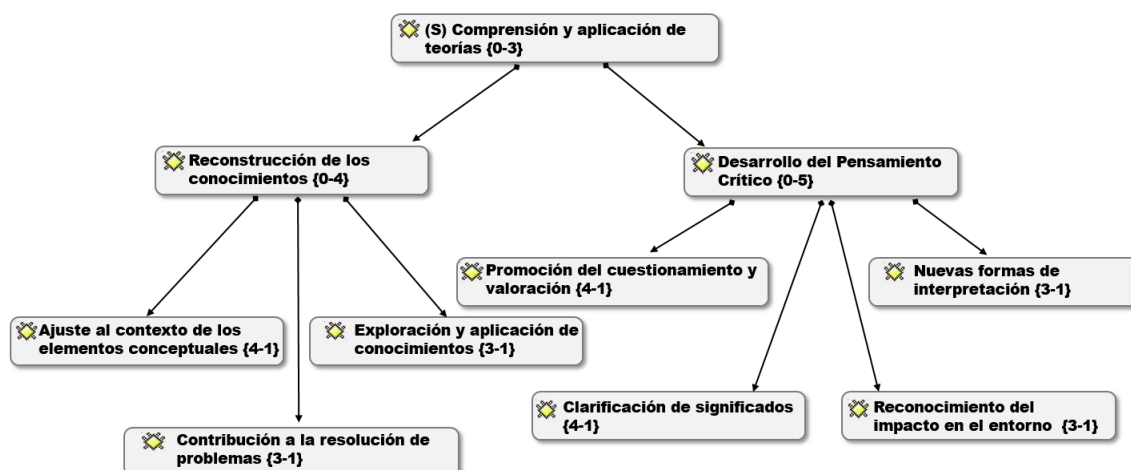 (S) Comprensión y aplicación de
teorías {0-3}
Reconstrucción de los
conocimientos {0-4}
Desarrollo del Pensamiento
Crítico {0-5}
Promoción del cuestionamiento y
valoración {4-1}
Nuevas formas de
interpretación {3-1}
Ajuste al contexto de los
elementos conceptuales {4-1}
Exploración y aplicación de
conocimientos {3-1}
Clarificación de significados
{4-1}
Reconocimiento del
impacto en el entorno {3-1}
Contribución a la resolución de
problemas {3-1}